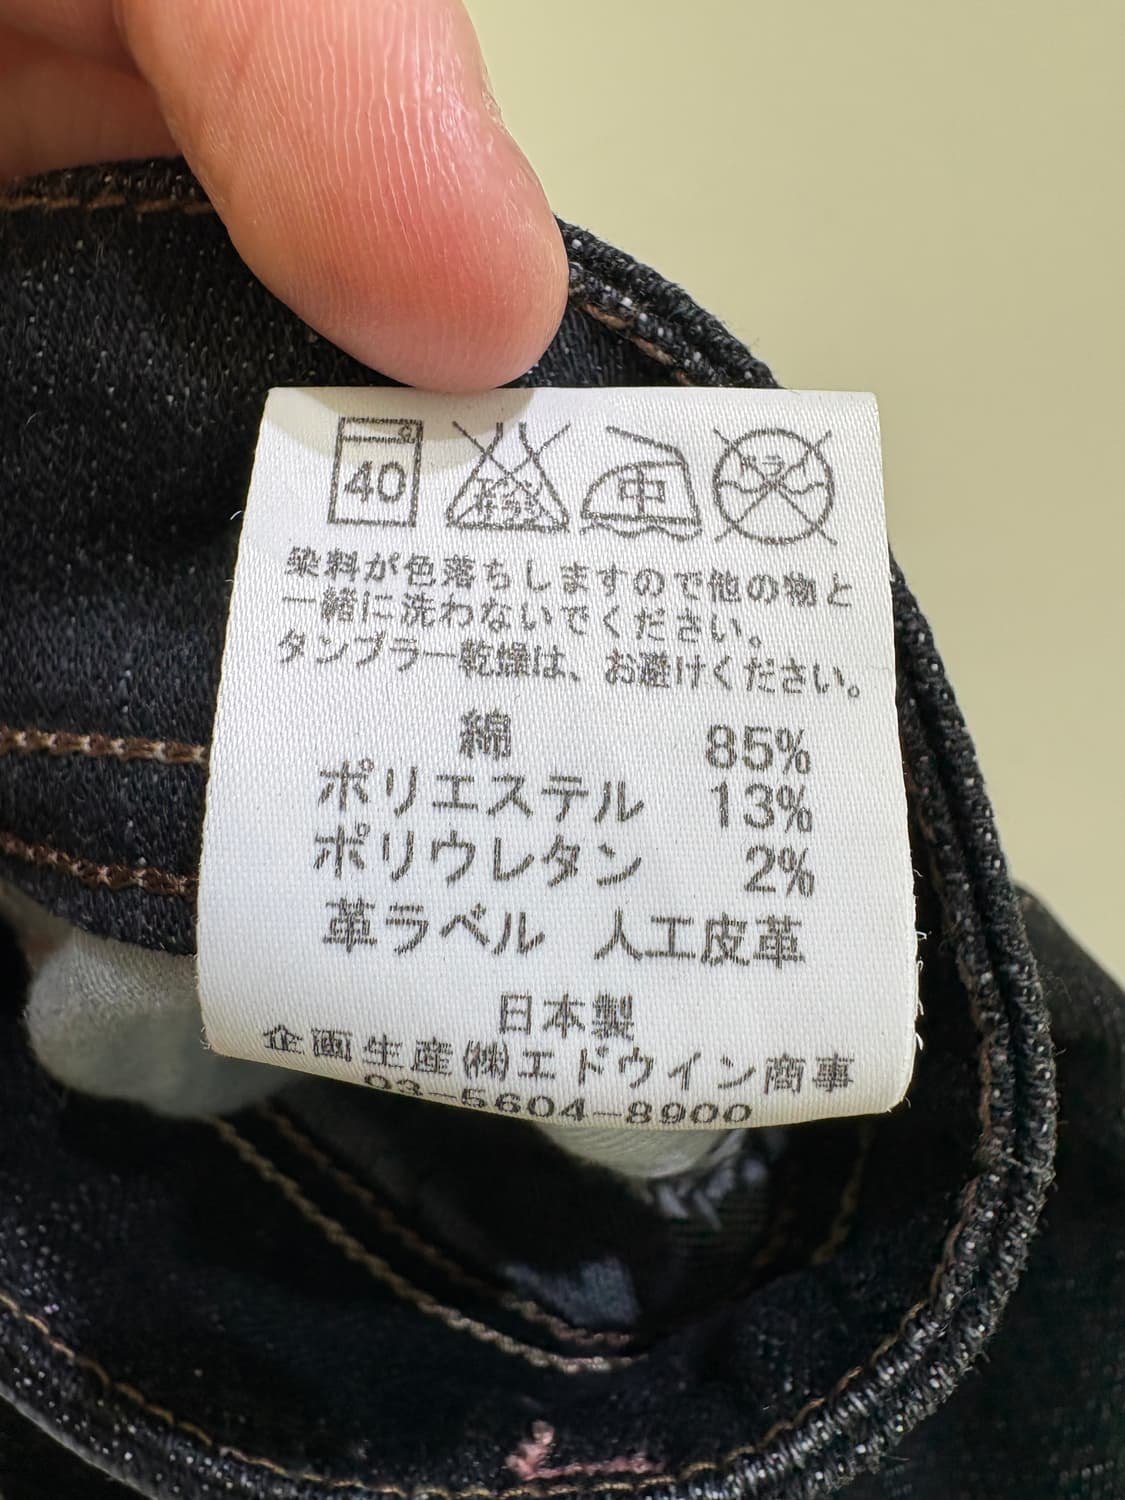 40 エンソサラシ 中 ドライ
染料が色落ちしますので他の物と
一緒に洗わないでください。
タンブラー乾燥は、お避けください。
綿 85%
ポリエステル 13%
ポリウレタン 2%
革ラベル 人工皮革
日本製
企画生産(株)エドウイン商事
03-5604-8900